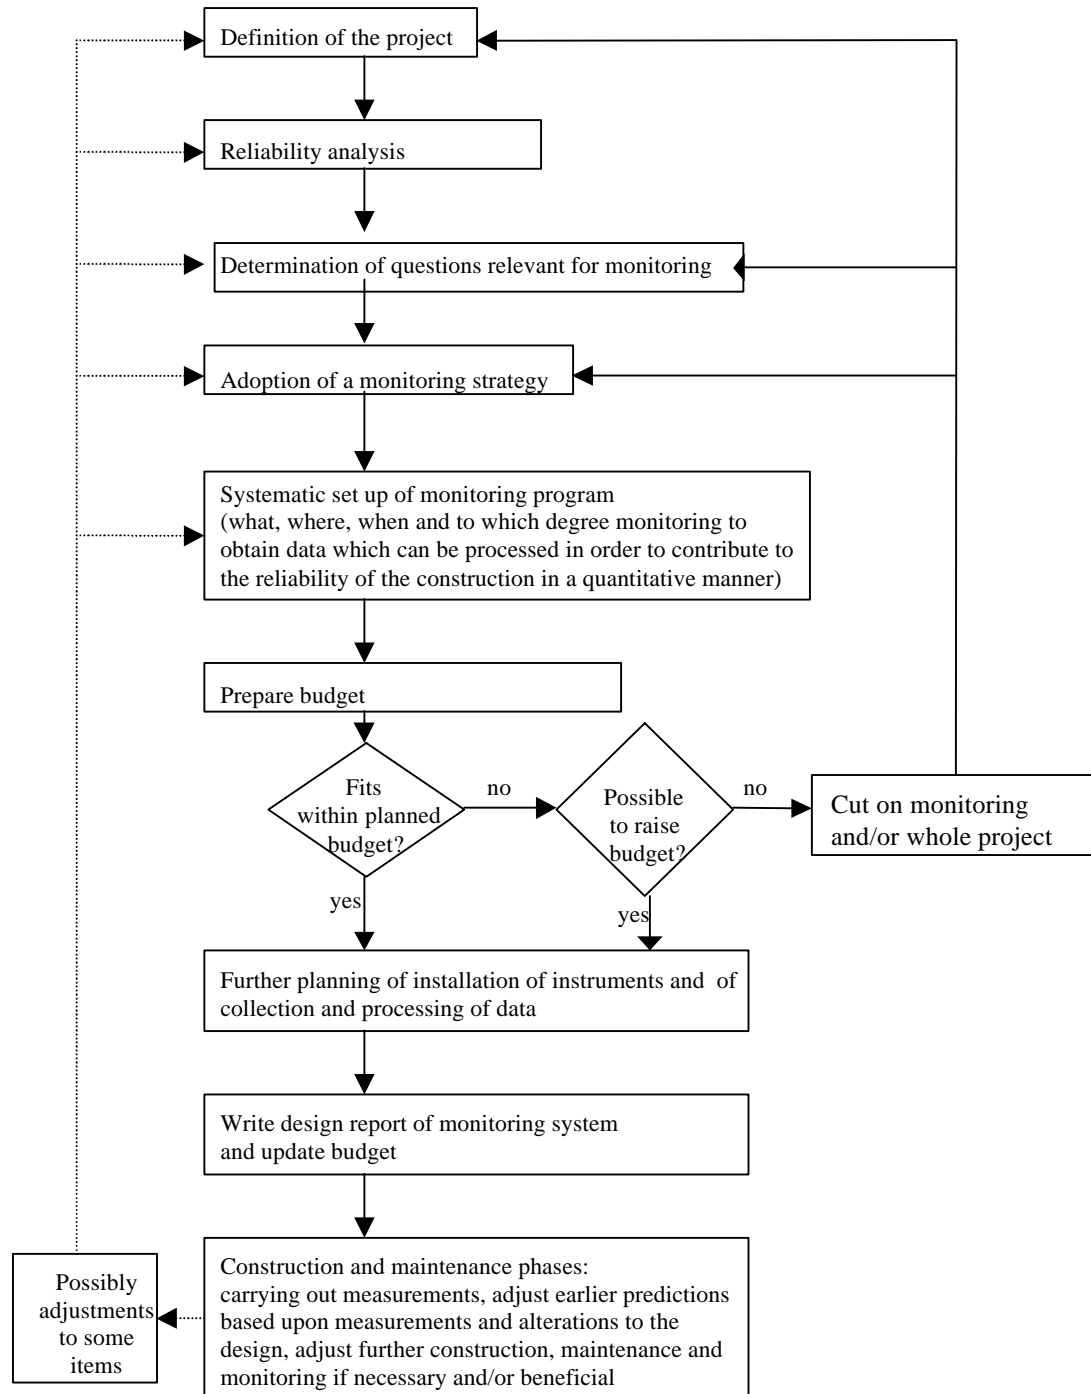 Definition of the project
Reliability analysis
Determination of questions relevant for monitoring
Adoption of a monitoring strategy
Systematic set up of monitoring program
(what, where, when and to which degree monitoring to
obtain data which can be processed in order to contribute to
the reliability of the construction in a quantitative manner)
Prepare budget
Fits
within planned
budget?
no
Possible
to raise
budget?
no
Cut on monitoring
and/or whole project
yes
yes
Further planning of installation of instruments and of
collection and processing of data
Write design report of monitoring system
and update budget
Construction and maintenance phases:
carrying out measurements, adjust earlier predictions
based upon measurements and alterations to the
design, adjust further construction, maintenance and
monitoring if necessary and/or beneficial
Possibly
adjustments
to some
items